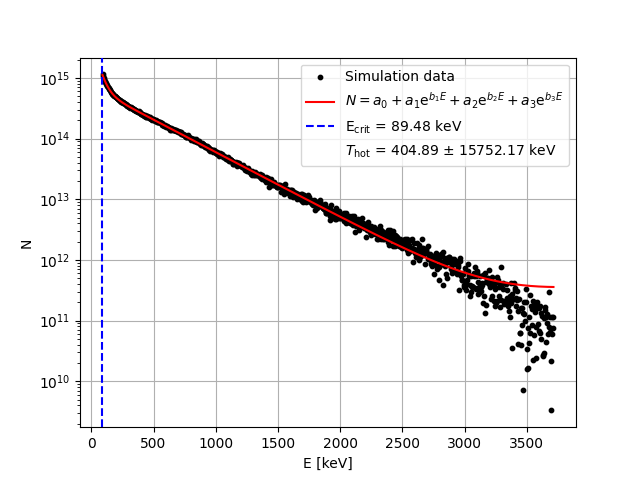 Simulation data
N = a₀ + a₁e^{b₁E} + a₂e^{b₂E} + a₃e^{b₃E}
E_crit = 89.48 keV
T_hot = 404.89 ± 15752.17 keV
10¹⁵
10¹⁴
10¹³
10¹²
10¹¹
10¹⁰
N
0 500 1000 1500 2000 2500 3000 3500
E [keV]